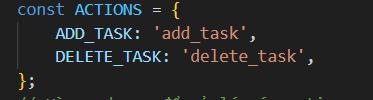 const ACTIONS = {
    ADD_TASK: 'add_task',
    DELETE_TASK: 'delete_task',
};